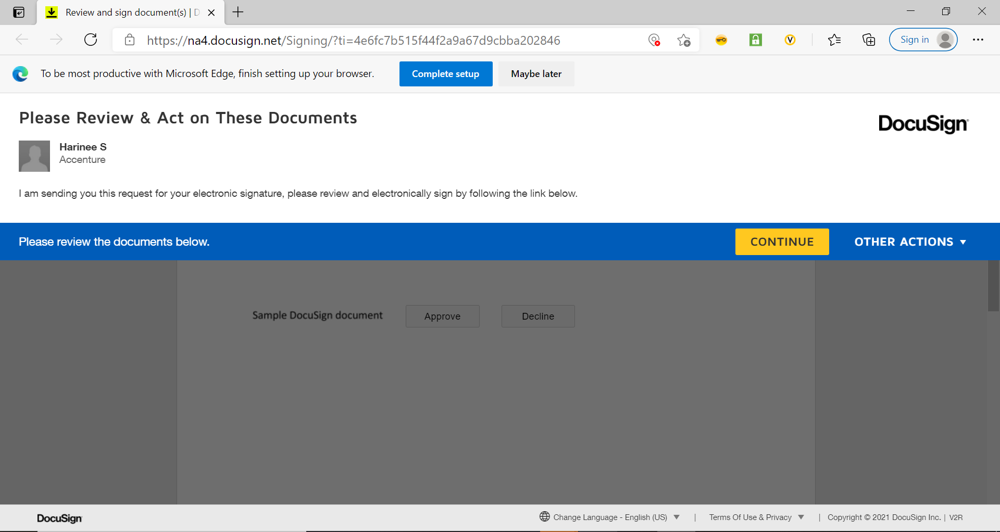 Review and sign document(s) | D
https://na4.docusign.net/Signing/?ti=4e6fc7b515f44f2a9a67d9cbba202846
1
V
Sign in
To be most productive with Microsoft Edge, finish setting up your browser.
Complete setup
Maybe later
Please Review & Act on These Documents
DocuSign
Harinee S
Accenture
I am sending you this request for your electronic signature, please review and electronically sign by following the link below.
Please review the documents below.
CONTINUE
OTHER ACTIONS
Sample DocuSign document
Approve
Decline
DocuSign
Change Language - English (US)
|
Terms Of Use & Privacy
|
Copyright © 2021 DocuSign Inc. | V2R